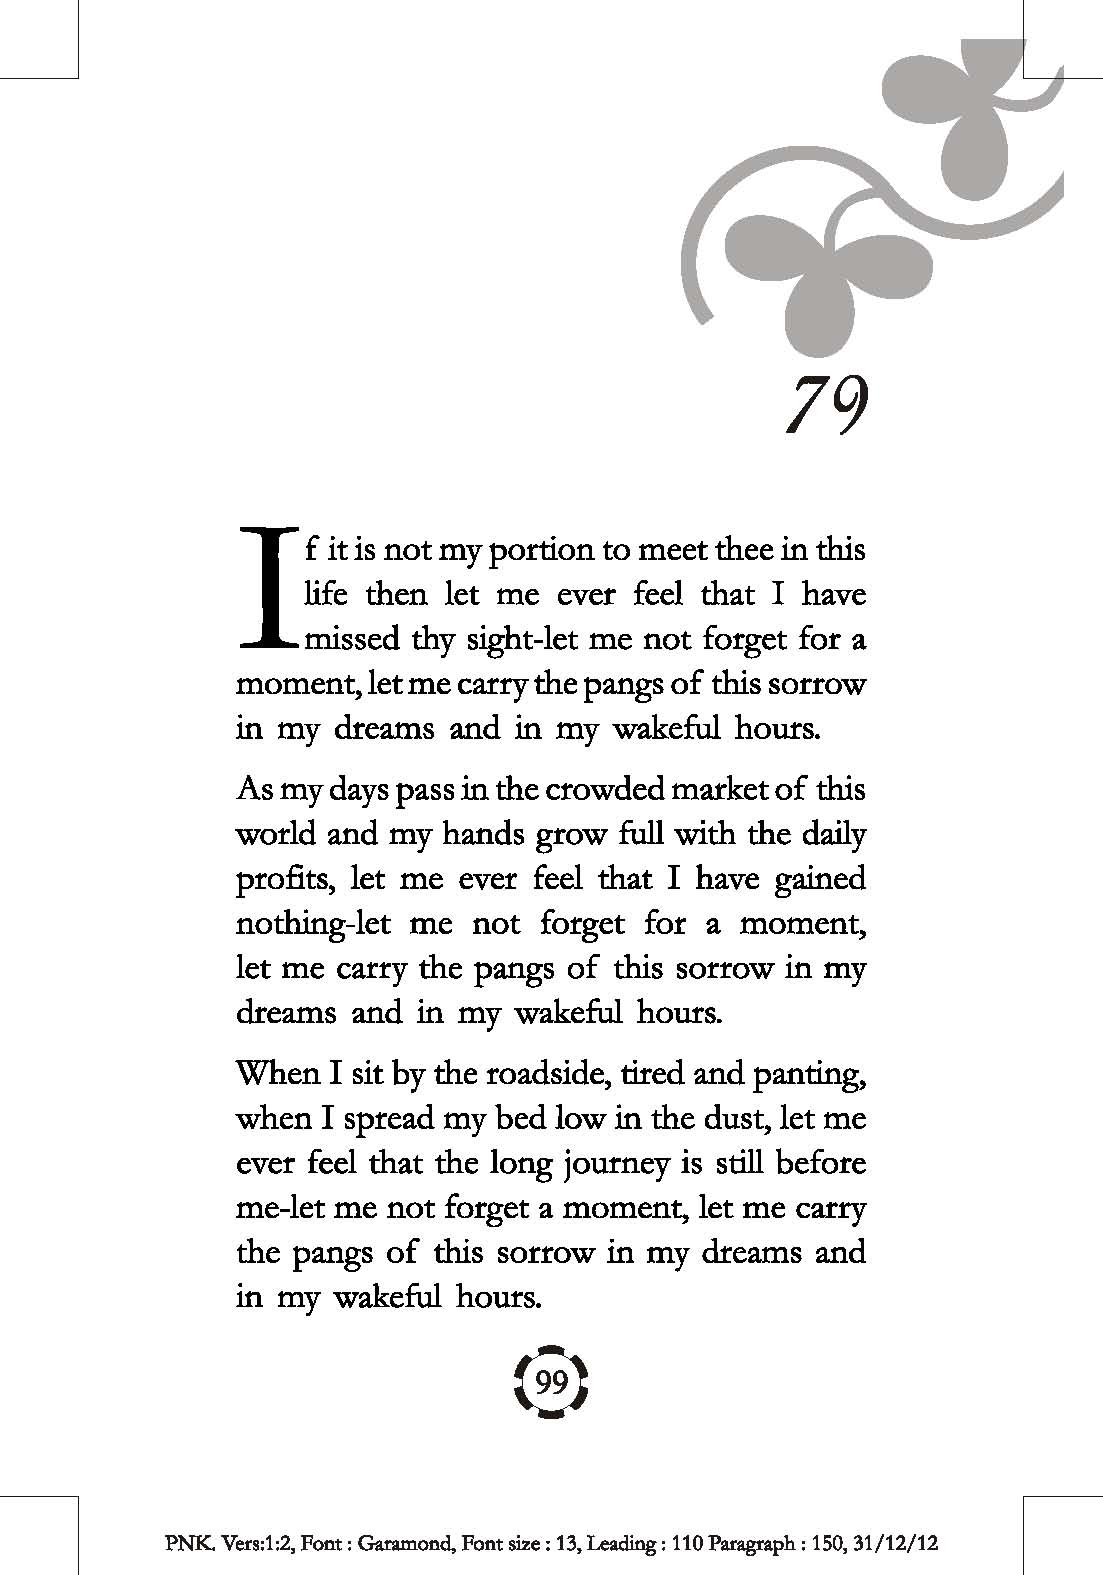 79
If it is not my portion to meet thee in this
life then let me ever feel that I have
missed thy sight-let me not forget for a
moment, let me carry the pangs of this sorrow
in my dreams and in my wakeful hours.
As my days pass in the crowded market of this
world and my hands grow full with the daily
profits, let me ever feel that I have gained
nothing-let me not forget for a moment,
let me carry the pangs of this sorrow in my
dreams and in my wakeful hours.
When I sit by the roadside, tired and panting,
when I spread my bed low in the dust, let me
ever feel that the long journey is still before
me-let me not forget a moment, let me carry
the pangs of this sorrow in my dreams and
in my wakeful hours.
99
PNK. Vers:1:2, Font : Garamond, Font size : 13, Leading : 110 Paragraph : 150, 31/12/12